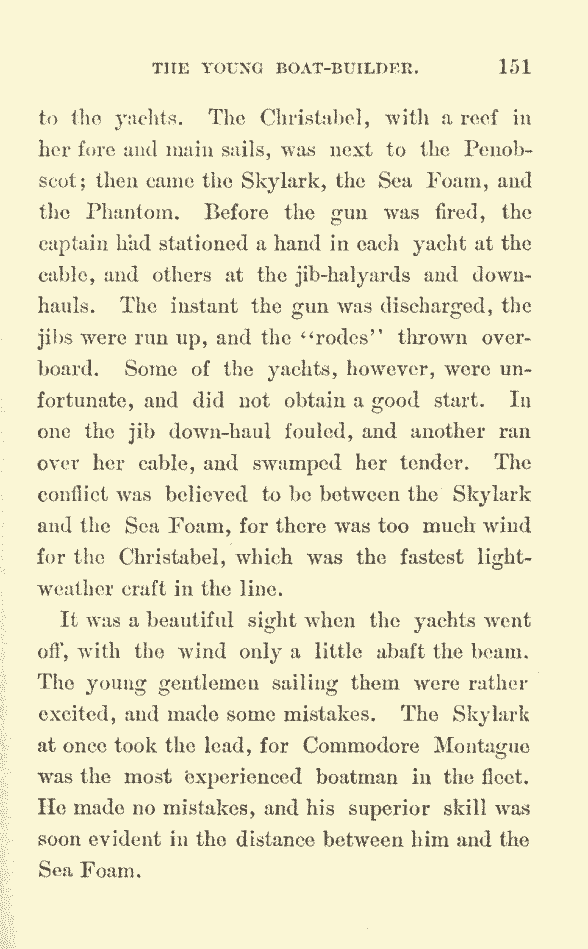 THE YOUNG BOAT-BUILDER. 151
to the yachts. The Christabel, with a reef in
her fore and main sails, was next to the Penob-
scot; then came the Skylark, the Sea Foam, and
the Phantom. Before the gun was fired, the
captain had stationed a hand in each yacht at the
cable, and others at the jib-halyards and down-
hauls. The instant the gun was discharged, the
jibs were run up, and the "rodes" thrown over-
board. Some of the yachts, however, were un-
fortunate, and did not obtain a good start. In
one the jib down-haul fouled, and another ran
over her cable, and swamped her tender. The
conflict was believed to be between the Skylark
and the Sea Foam, for there was too much wind
for the Christabel, which was the fastest light-
weather craft in the line.
It was a beautiful sight when the yachts went
off, with the wind only a little abaft the beam.
The young gentlemen sailing them were rather
excited, and made some mistakes. The Skylark
at once took the lead, for Commodore Montague
was the most experienced boatman in the fleet.
He made no mistakes, and his superior skill was
soon evident in the distance between him and the
Sea Foam.